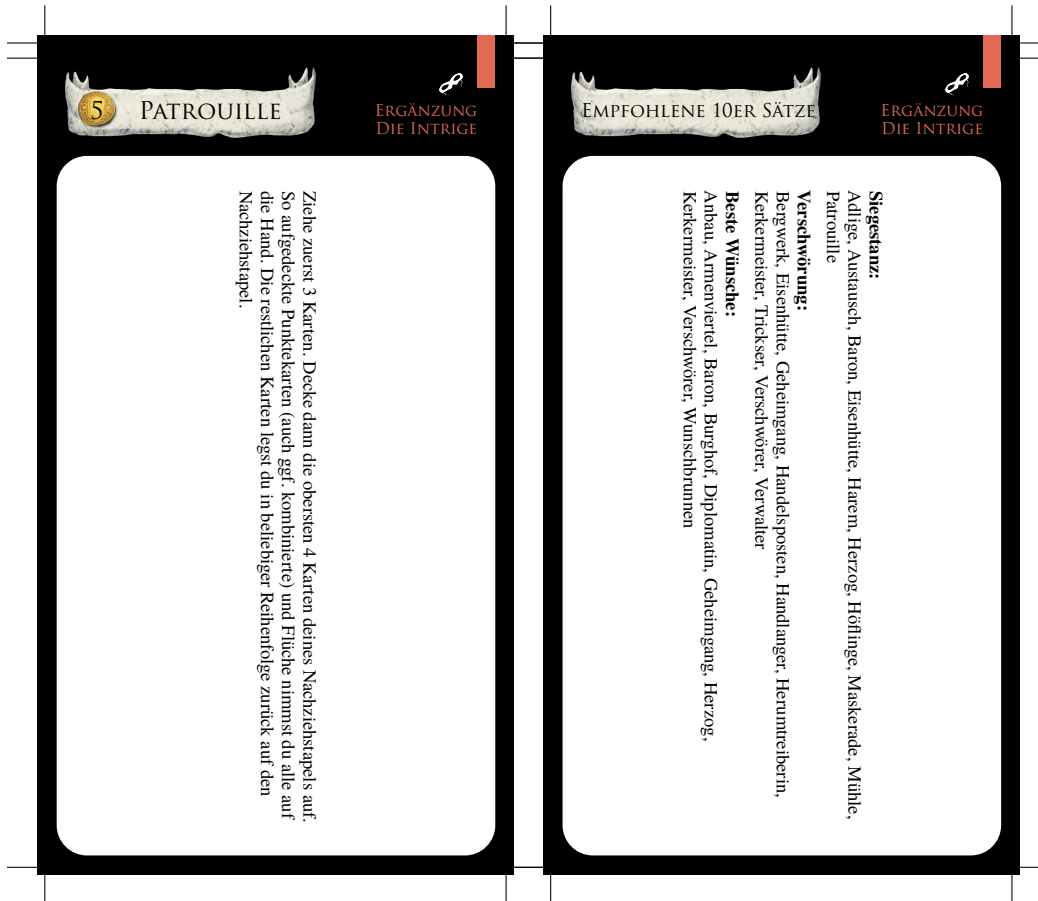 5
PATROUILLE
ERGÄNZUNG
DIE INTRIGE
Ziehe zuerst 3 Karten. Decke dann die obersten 4 Karten deines Nachziehstapels auf.
So aufgedeckte Punktekarten (auch ggf. kombinierte) und Flüche nimmst du alle auf
die Hand. Die restlichen Karten legst du in beliebiger Reihenfolge zurück auf den
Nachziehstapel.
EMPFOHLENE 10ER SÄTZE
ERGÄNZUNG
DIE INTRIGE
Siegestanz:
Adlige, Austausch, Baron, Eisenhütte, Harem, Herzog, Höflinge, Maskerade, Mühle,
Patrouille
Verschwörung:
Bergwerk, Eisenhütte, Geheimgang, Handelsposten, Handlanger, Herumtreiberin,
Kerkermeister, Trickser, Verschwörer, Verwalter
Beste Wünsche:
Anbau, Armenviertel, Baron, Burghof, Diplomatin, Geheimgang, Herzog,
Kerkermeister, Verschwörer, Wunschbrunnen